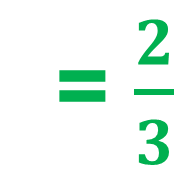 = 2/3